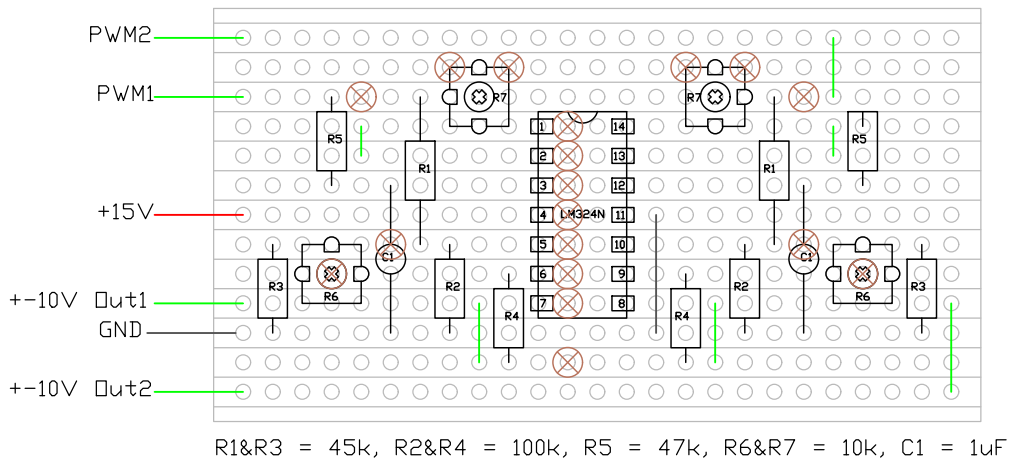 PWM2
PWM1
+15V
+-10V Out1
GND
+-10V Out2
R7
R7
R5
R5
R1
R1
1
14
2
13
3
12
4
LM324N
11
5
10
6
9
7
8
C1
C1
R3
R6
R2
R4
R4
R2
R6
R3
R1&R3 = 45k, R2&R4 = 100k, R5 = 47k, R6&R7 = 10k, C1 = 1uF